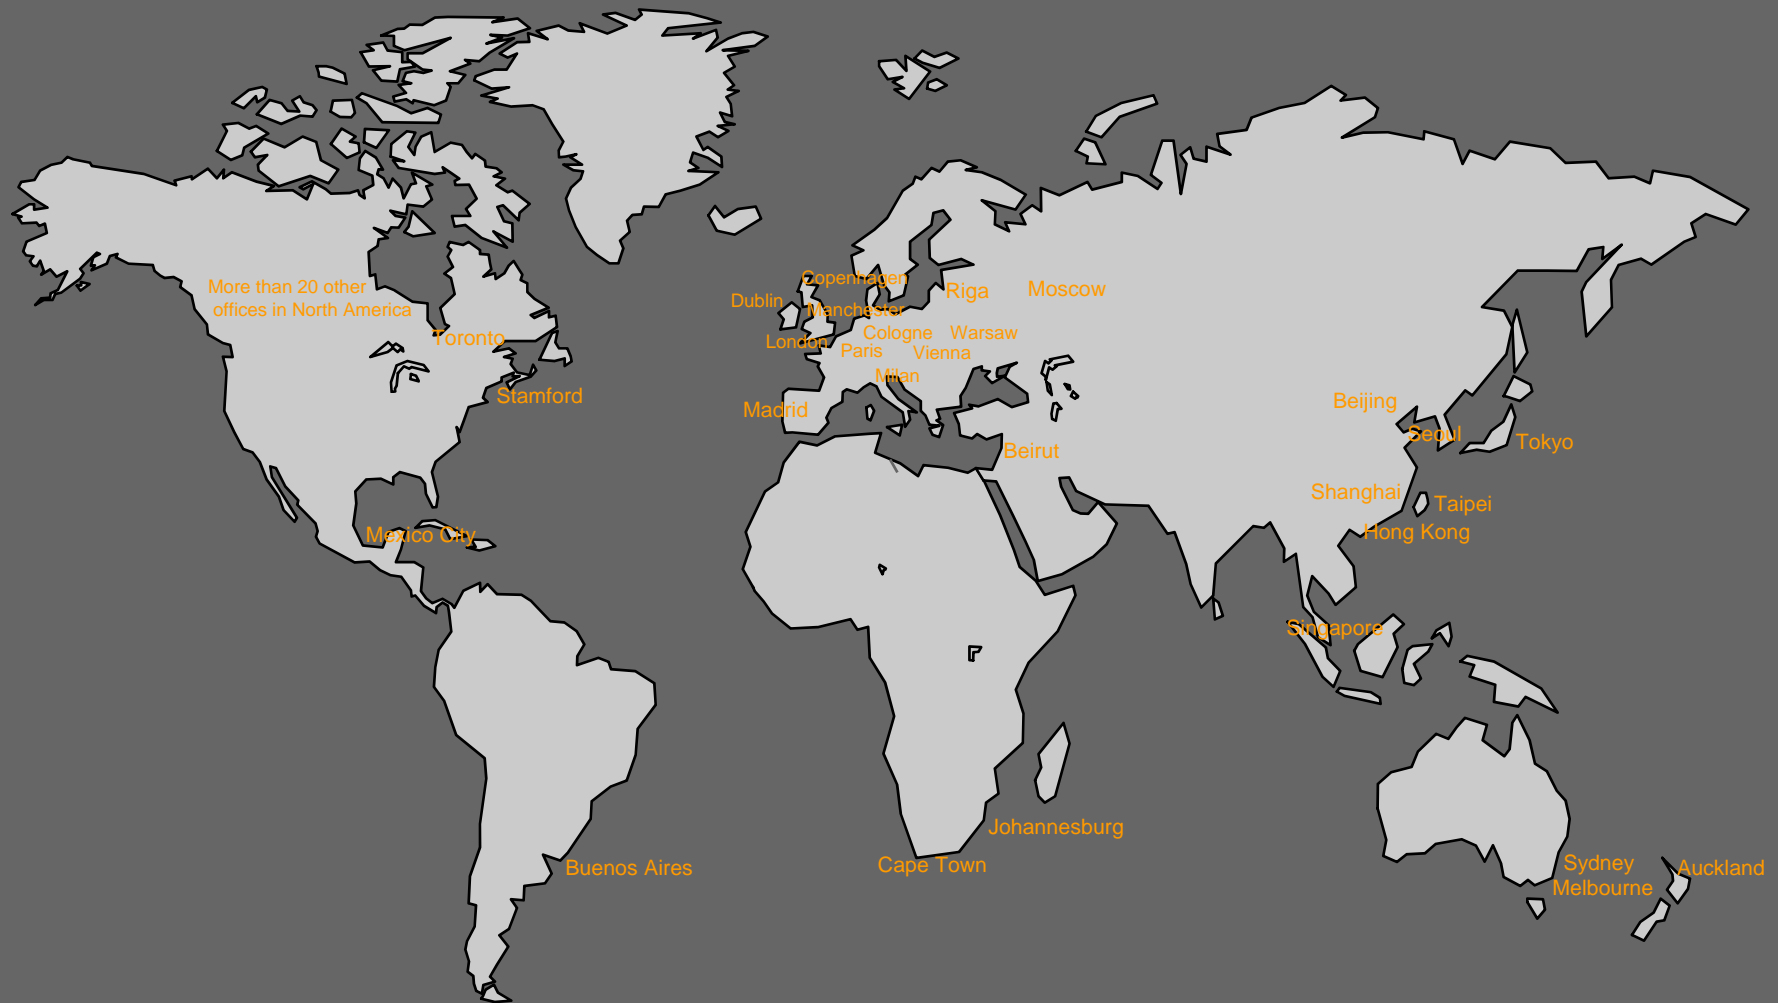 Copenhagen
More than 20 other
offices in North America
Dublin
Riga
Moscow
Manchester
Toronto
London
Cologne
Warsaw
Paris
Vienna
Milan
Stamford
Madrid
Beijing
Seoul
Tokyo
Beirut
Shanghai
Taipei
Mexico City
Hong Kong
Singapore
Johannesburg
Buenos Aires
Cape Town
Sydney
Auckland
Melbourne